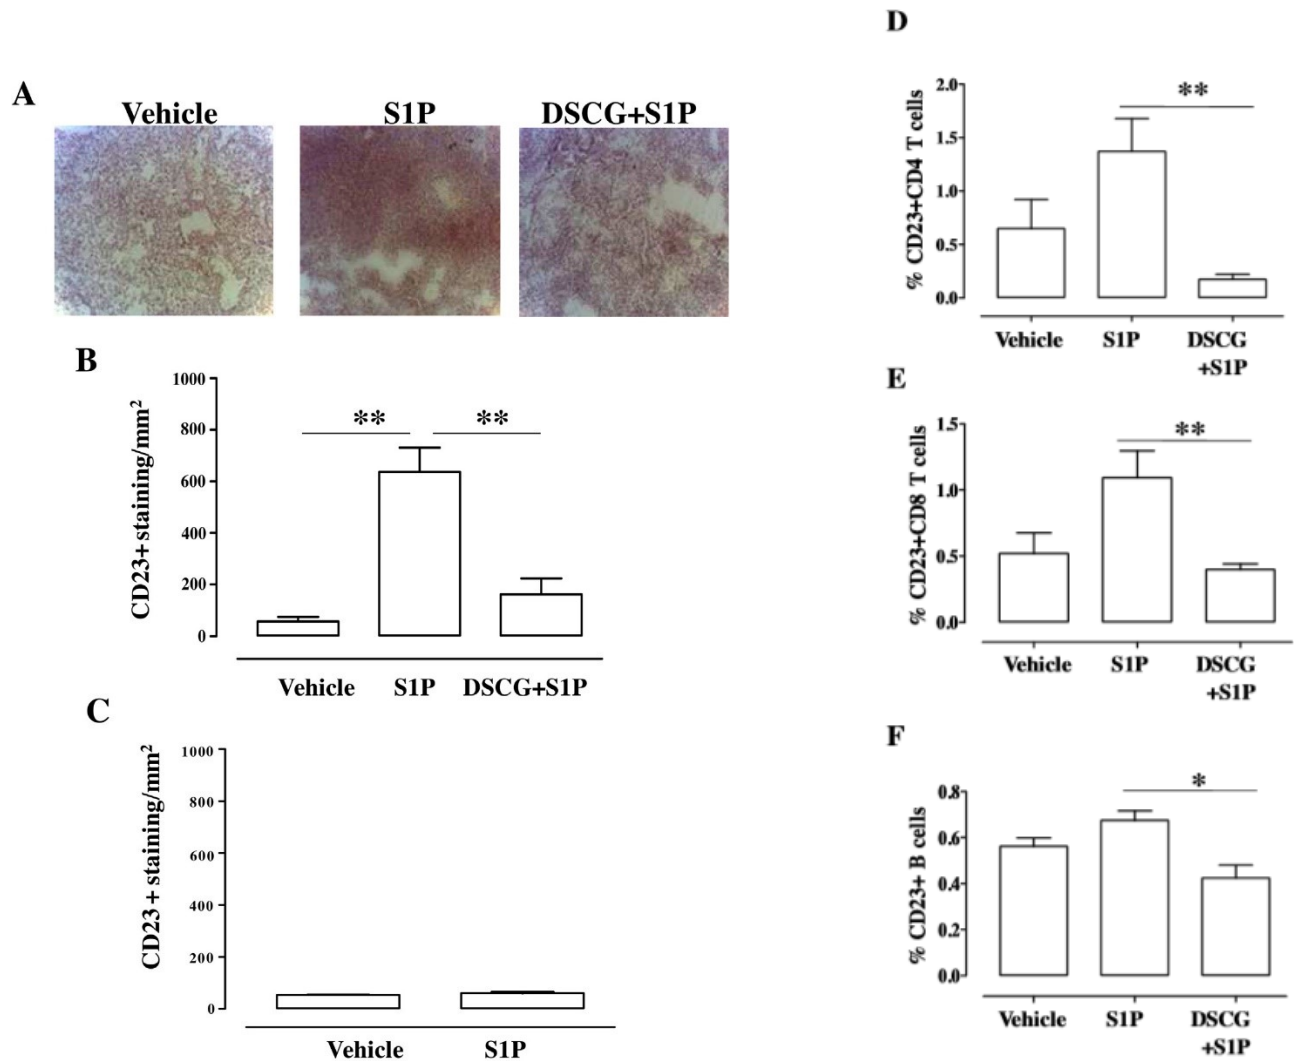 A
Vehicle
S1P
DSCG+S1P
B
CD23+ staining/mm²
1000
800
600
400
200
0
**
**
Vehicle
S1P
DSCG+S1P
C
CD23 + staining/mm²
1000
800
600
400
200
0
Vehicle
S1P
D
% CD23+CD4 T cells
2.0
1.5
1.0
0.5
0.0
**
Vehicle
S1P
DSCG
+S1P
E
% CD23+CD8 T cells
1.5
1.0
0.5
0.0
**
Vehicle
S1P
DSCG
+S1P
F
% CD23+ B cells
0.8
0.6
0.4
0.2
0.0
*
Vehicle
S1P
DSCG
+S1P